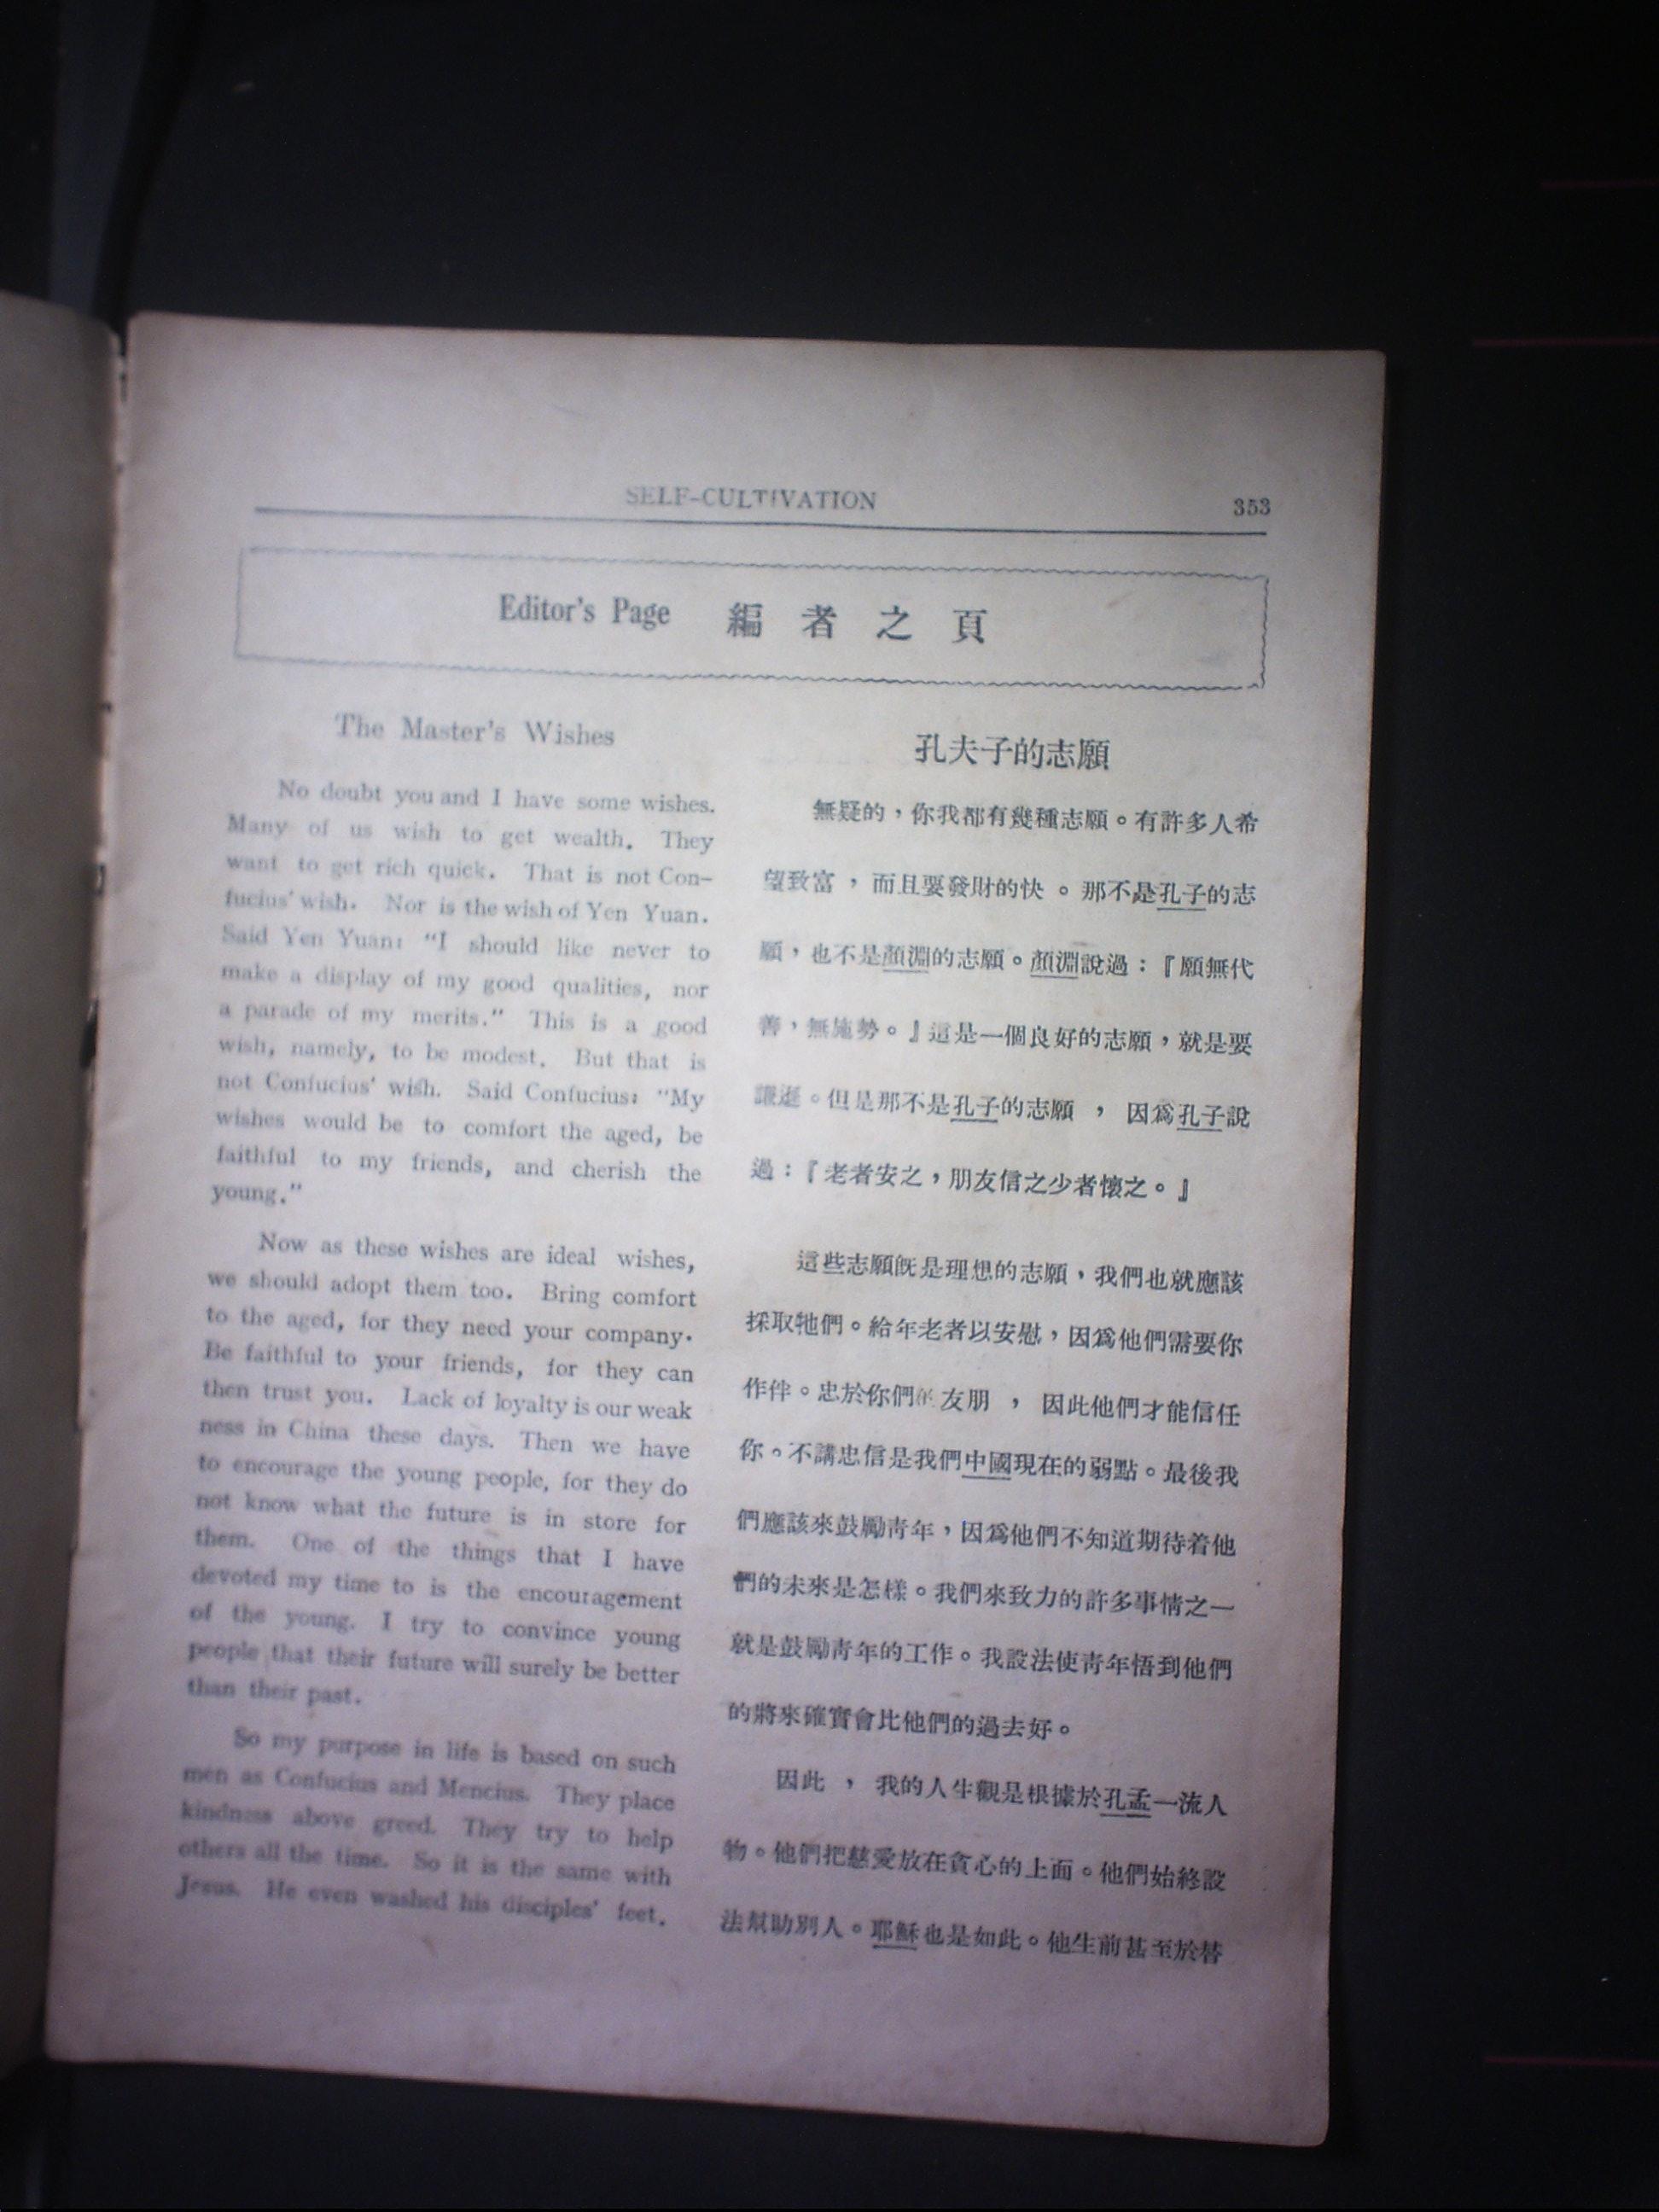 SELF-CULTIVATION
353
Editor's Page 編者之頁
The Master's Wishes
No doubt you and I have some wishes.
Many of us wish to get wealth. They
want to get rich quick. That is not Con-
fucius' wish. Nor is the wish of Yen Yuan.
Said Yen Yuan: "I should like never to
make a display of my good qualities, nor
a parade of my merits." This is a good
wish, namely, to be modest. But that is
not Confucius' wish. Said Confucius: "My
wishes would be to comfort the aged, be
faithful to my friends, and cherish the
young."
Now as these wishes are ideal wishes,
we should adopt them too. Bring comfort
to the aged, for they need your company.
Be faithful to your friends, for they can
then trust you. Lack of loyalty is our weak
ness in China these days. Then we have
to encourage the young people, for they do
not know what the future is in store for
them. One of the things that I have
devoted my time to is the encouragement
of the young. I try to convince young
people that their future will surely be better
than their past.
So my purpose in life is based on such
men as Confucius and Mencius. They place
kindness above greed. They try to help
others all the time. So it is the same with
Jesus. He even washed his disciples' feet.
孔夫子的志願
無疑的，你我都有幾種志願。有許多人希
望致富，而且要發財的快。那不是孔子的志
願，也不是顏淵的志願。顏淵說過：『願無代
善，無施勞。』這是一個良好的志願，就是要
謙遜。但是那不是孔子的志願，因爲孔子說
過：『老者安之，朋友信之少者懷之。』
這些志願旣是理想的志願，我們也就應該
採取牠們。給年老者以安慰，因爲他們需要你
作伴。忠於你們的友朋，因此他們才能信任
你。不講忠信是我們中國現在的弱點。最後我
們應該來鼓勵靑年，因爲他們不知道期待着他
們的未來是怎樣。我們來致力的許多事情之一
就是鼓勵靑年的工作。我設法使靑年悟到他們
的將來確實會比他們的過去好。
因此，我的人生觀是根據於孔孟一流人
物。他們把慈愛放在貪心的上面。他們始終設
法幫助別人。耶穌也是如此。他生前甚至於替